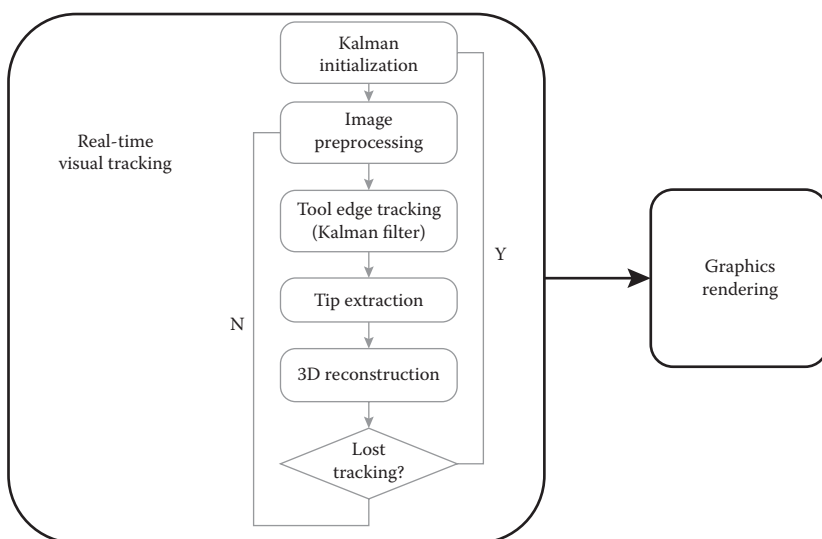 Kalman
initialization
Image
preprocessing
Real-time
visual tracking
Tool edge tracking
(Kalman filter)
Y
Graphics
rendering
Tip extraction
N
3D reconstruction
Lost
tracking?